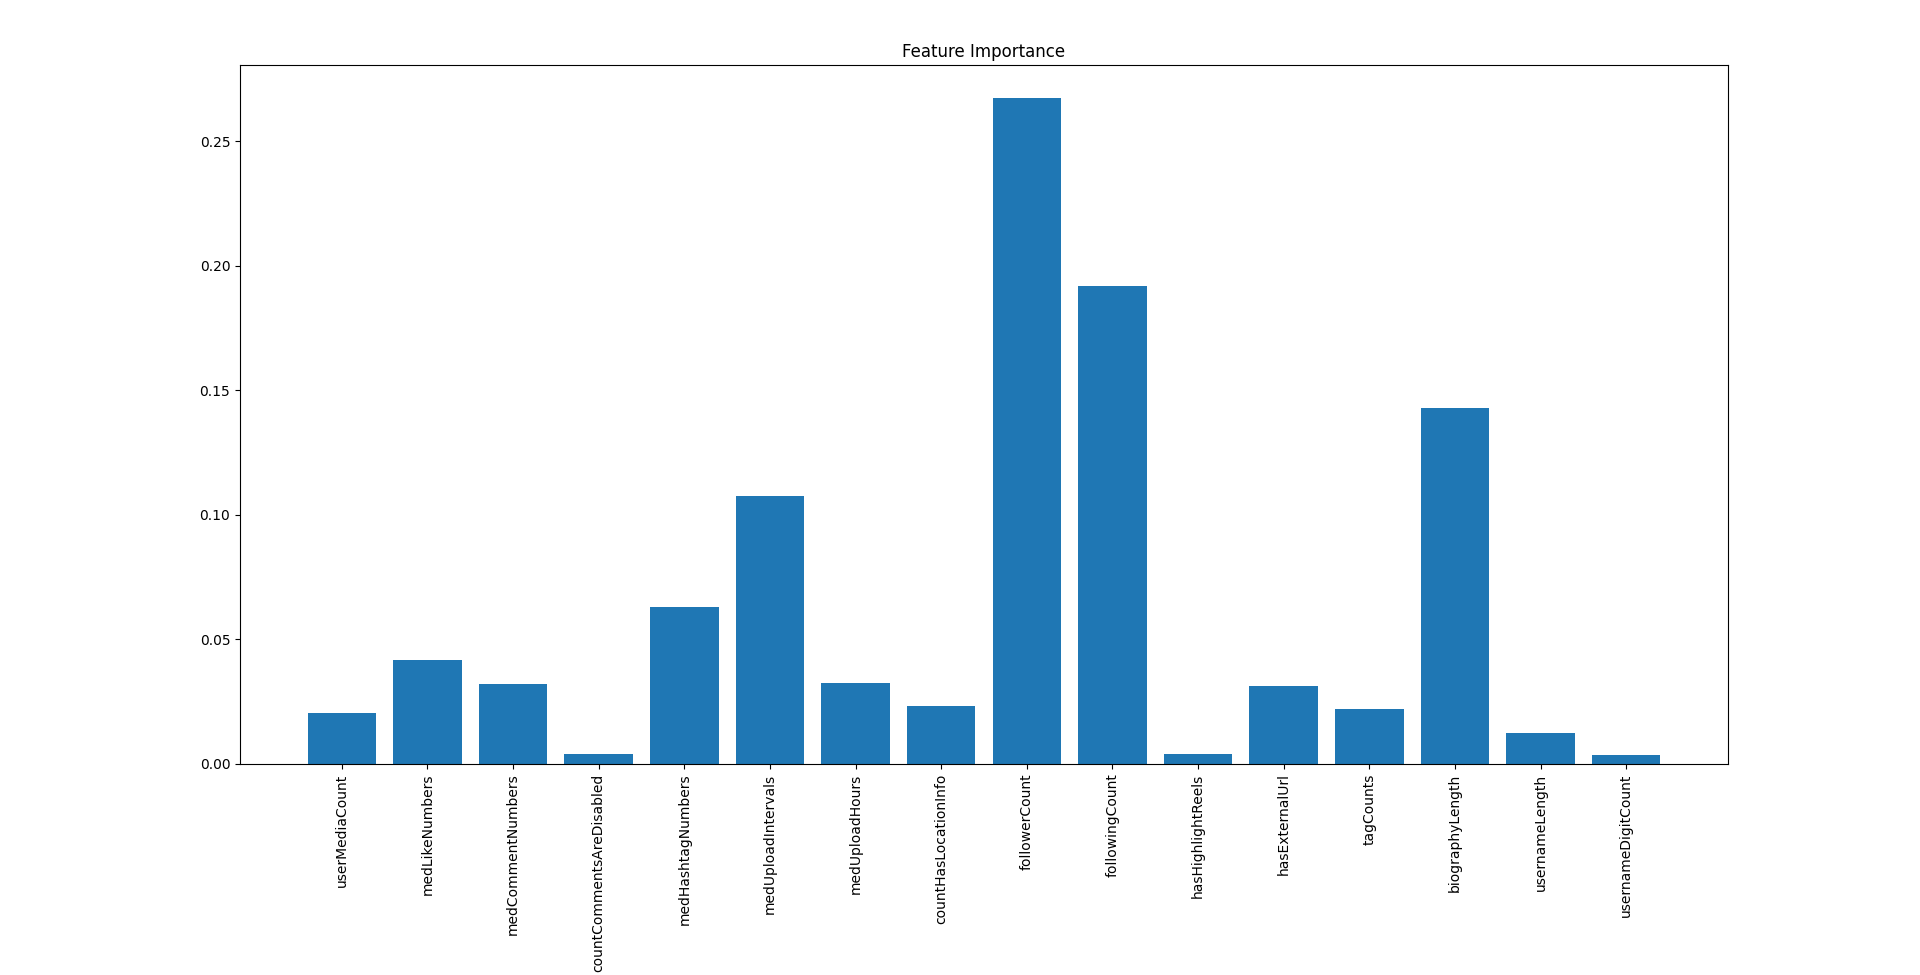 Feature Importance
0.25
0.20
0.15
0.10
0.05
0.00
userMediaCount
medLikeNumbers
medCommentNumbers
countCommentsAreDisabled
medHashtagNumbers
medUploadIntervals
medUploadHours
countHasLocationInfo
followerCount
followingCount
hasHighlightReels
hasExternalUrl
tagCounts
biographyLength
usernameLength
usernameDigitCount